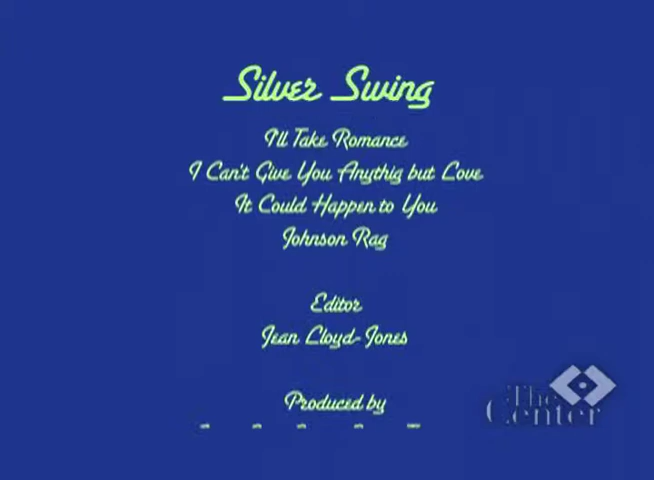 Silver Swing
I'll Take Romance
I Can't Give You Anythig but Love
It Could Happen to You
Johnson Rag
Editor
Jean Lloyd-Jones
Produced by
The
Center